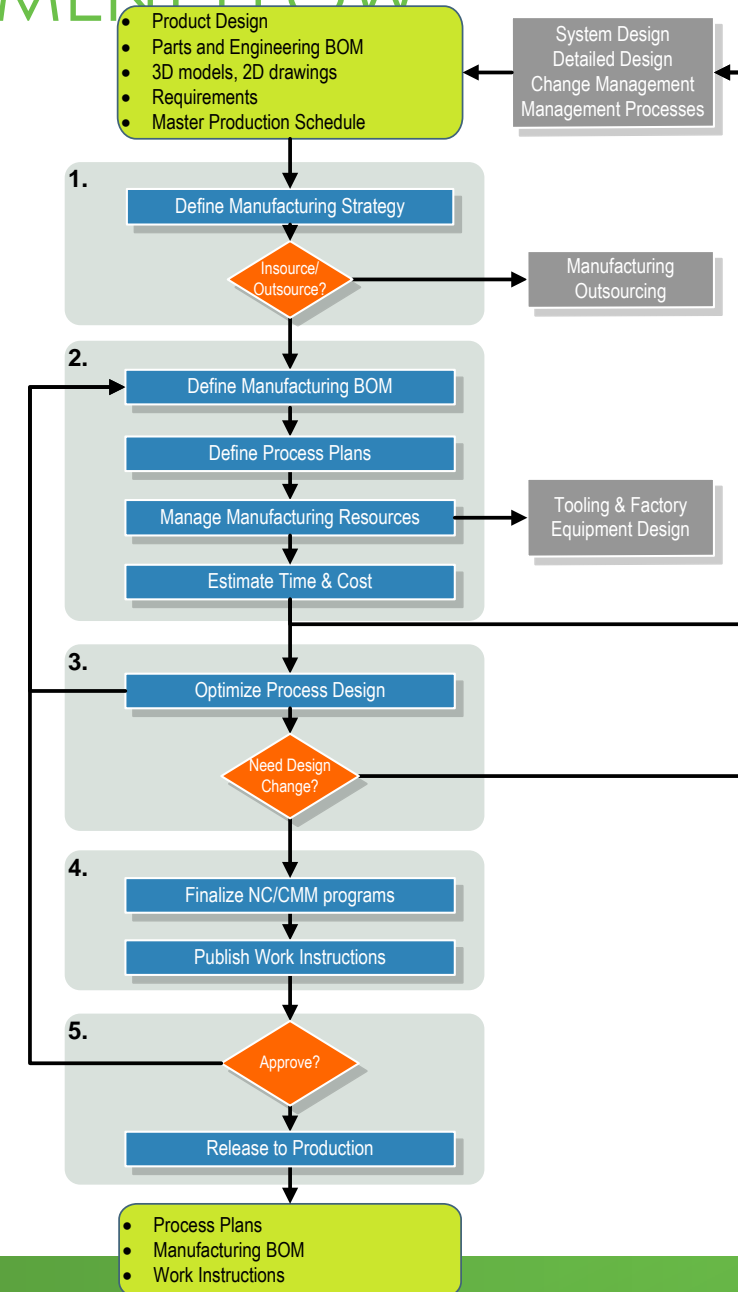 • Product Design
• Parts and Engineering BOM
• 3D models, 2D drawings
• Requirements
• Master Production Schedule
System Design
Detailed Design
Change Management
Management Processes
1.
Define Manufacturing Strategy
Insource/
Outsource?
Manufacturing
Outsourcing
2.
Define Manufacturing BOM
Define Process Plans
Manage Manufacturing Resources
Tooling & Factory
Equipment Design
Estimate Time & Cost
3.
Optimize Process Design
Need Design
Change?
4.
Finalize NC/CMM programs
Publish Work Instructions
5.
Approve?
Release to Production
• Process Plans
• Manufacturing BOM
• Work Instructions